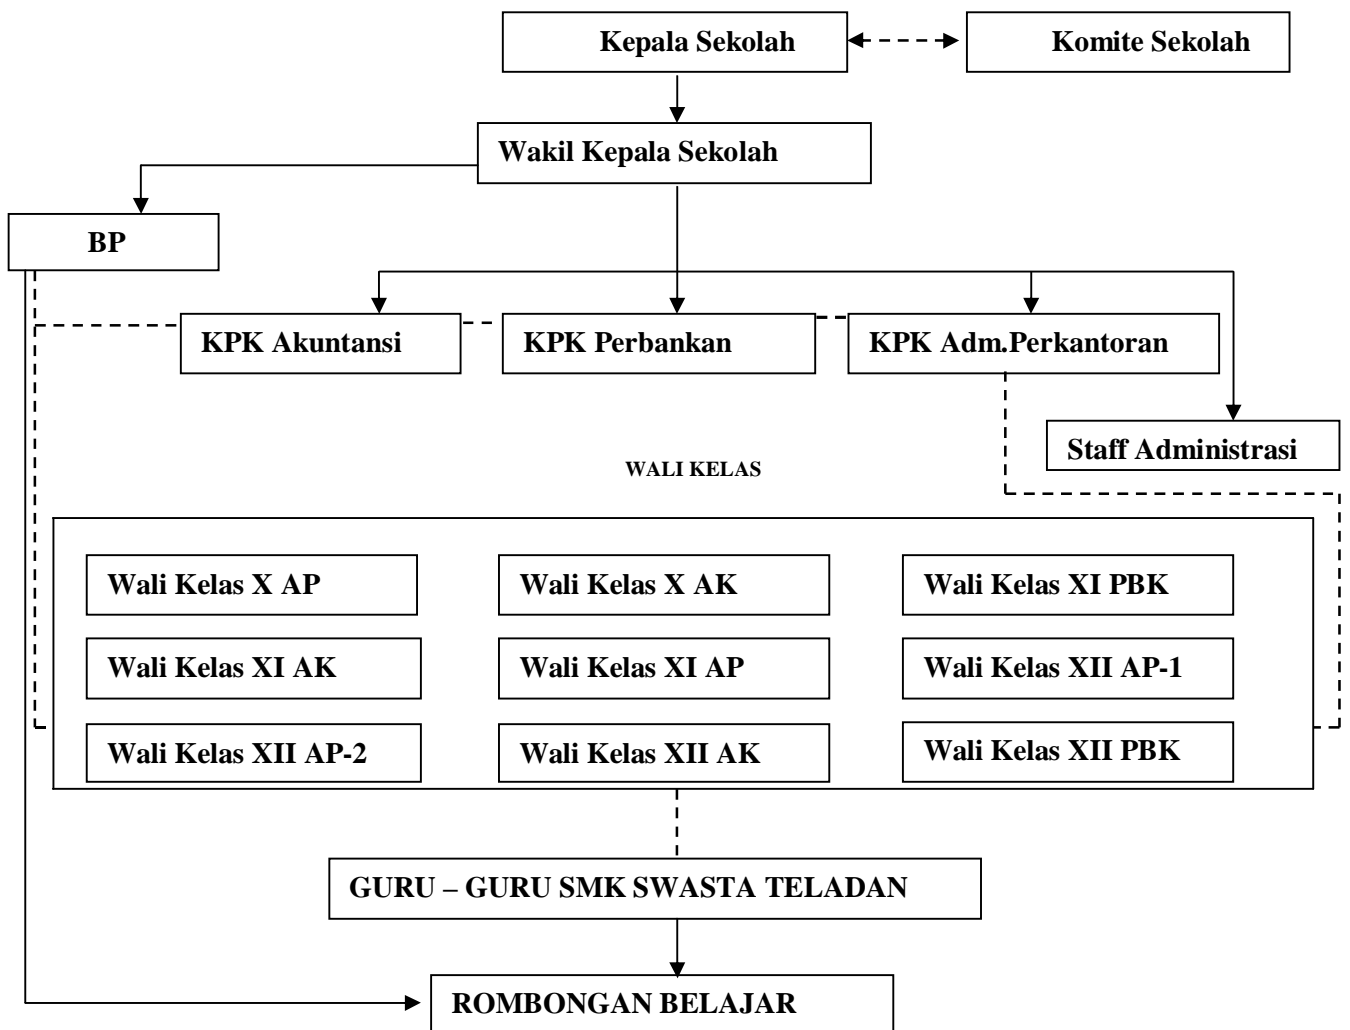 Kepala Sekolah
Komite Sekolah
Wakil Kepala Sekolah
BP
KPK Akuntansi
KPK Perbankan
KPK Adm.Perkantoran
Staff Administrasi
WALI KELAS
Wali Kelas X AP
Wali Kelas X AK
Wali Kelas XI PBK
Wali Kelas XI AK
Wali Kelas XI AP
Wali Kelas XII AP-1
Wali Kelas XII AP-2
Wali Kelas XII AK
Wali Kelas XII PBK
GURU – GURU SMK SWASTA TELADAN
ROMBONGAN BELAJAR